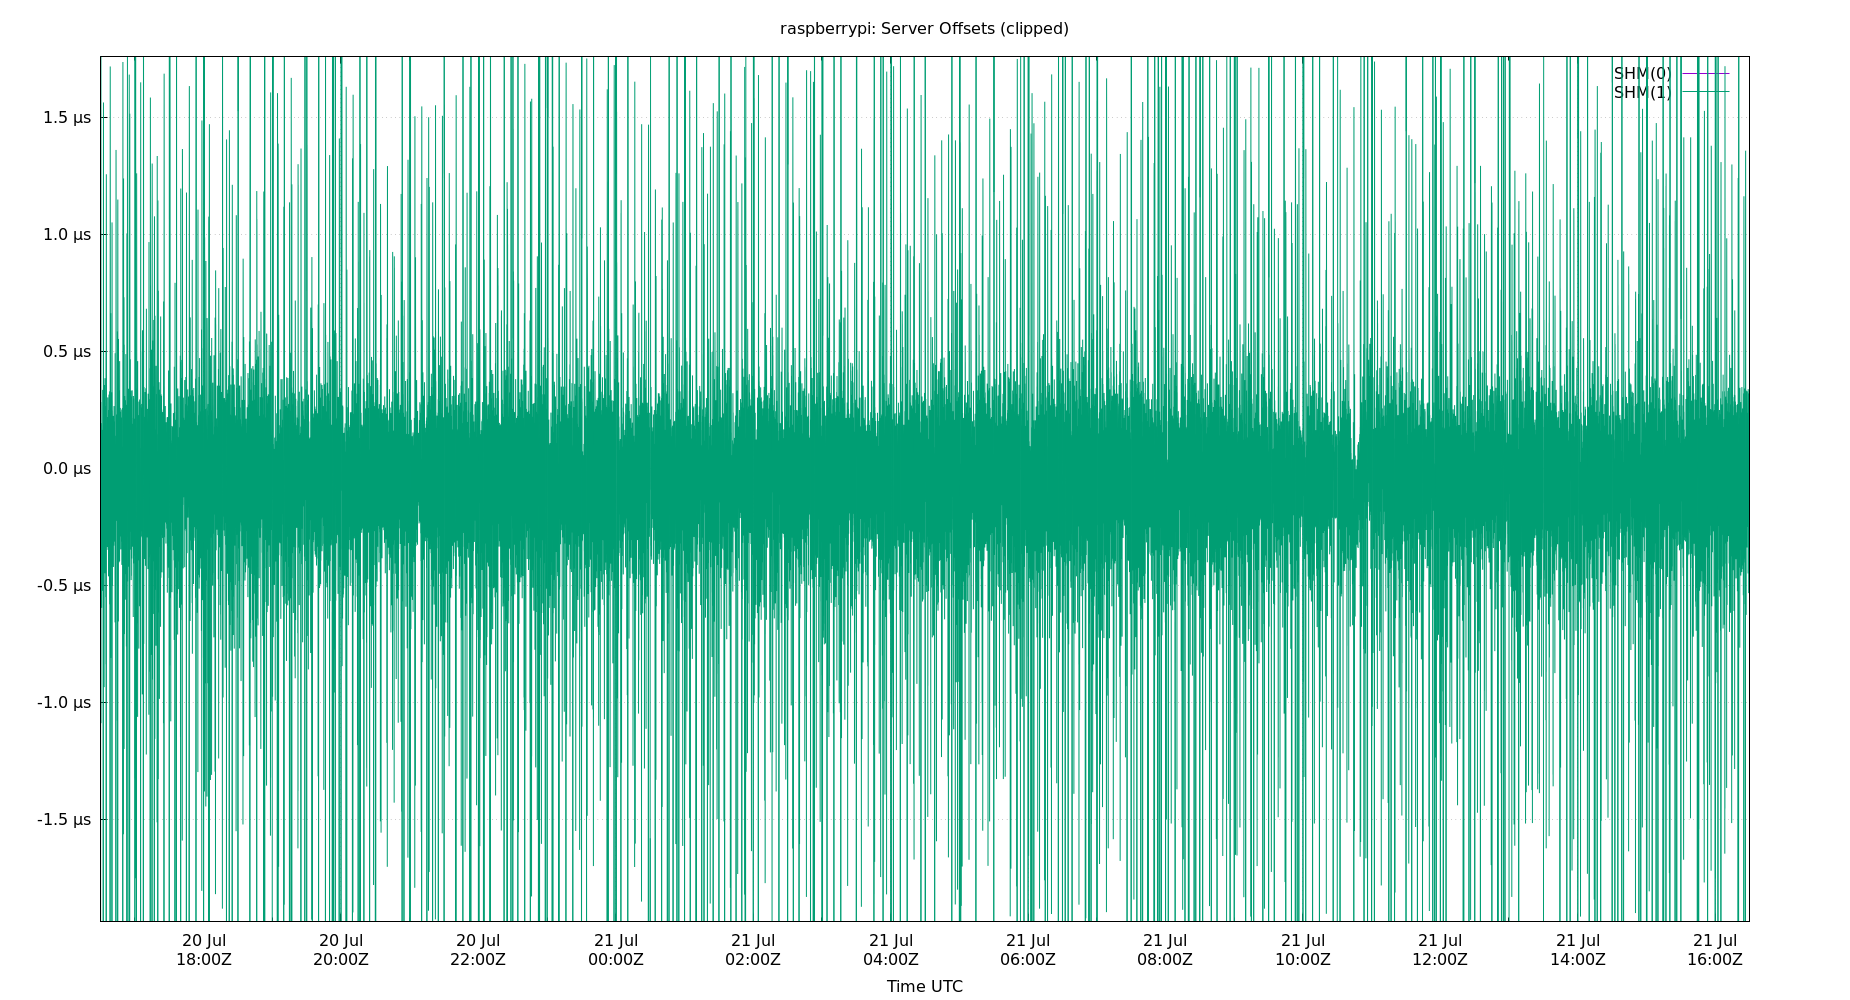 raspberrypi: Server Offsets (clipped)
SHM(0)
SHM(1)
1.5 µs
1.0 µs
0.5 µs
0.0 µs
-0.5 µs
-1.0 µs
-1.5 µs
20 Jul 20 Jul 20 Jul 21 Jul 21 Jul 21 Jul 21 Jul 21 Jul 21 Jul 21 Jul 21 Jul 21 Jul
18:00Z 20:00Z 22:00Z 00:00Z 02:00Z 04:00Z 06:00Z 08:00Z 10:00Z 12:00Z 14:00Z 16:00Z
Time UTC